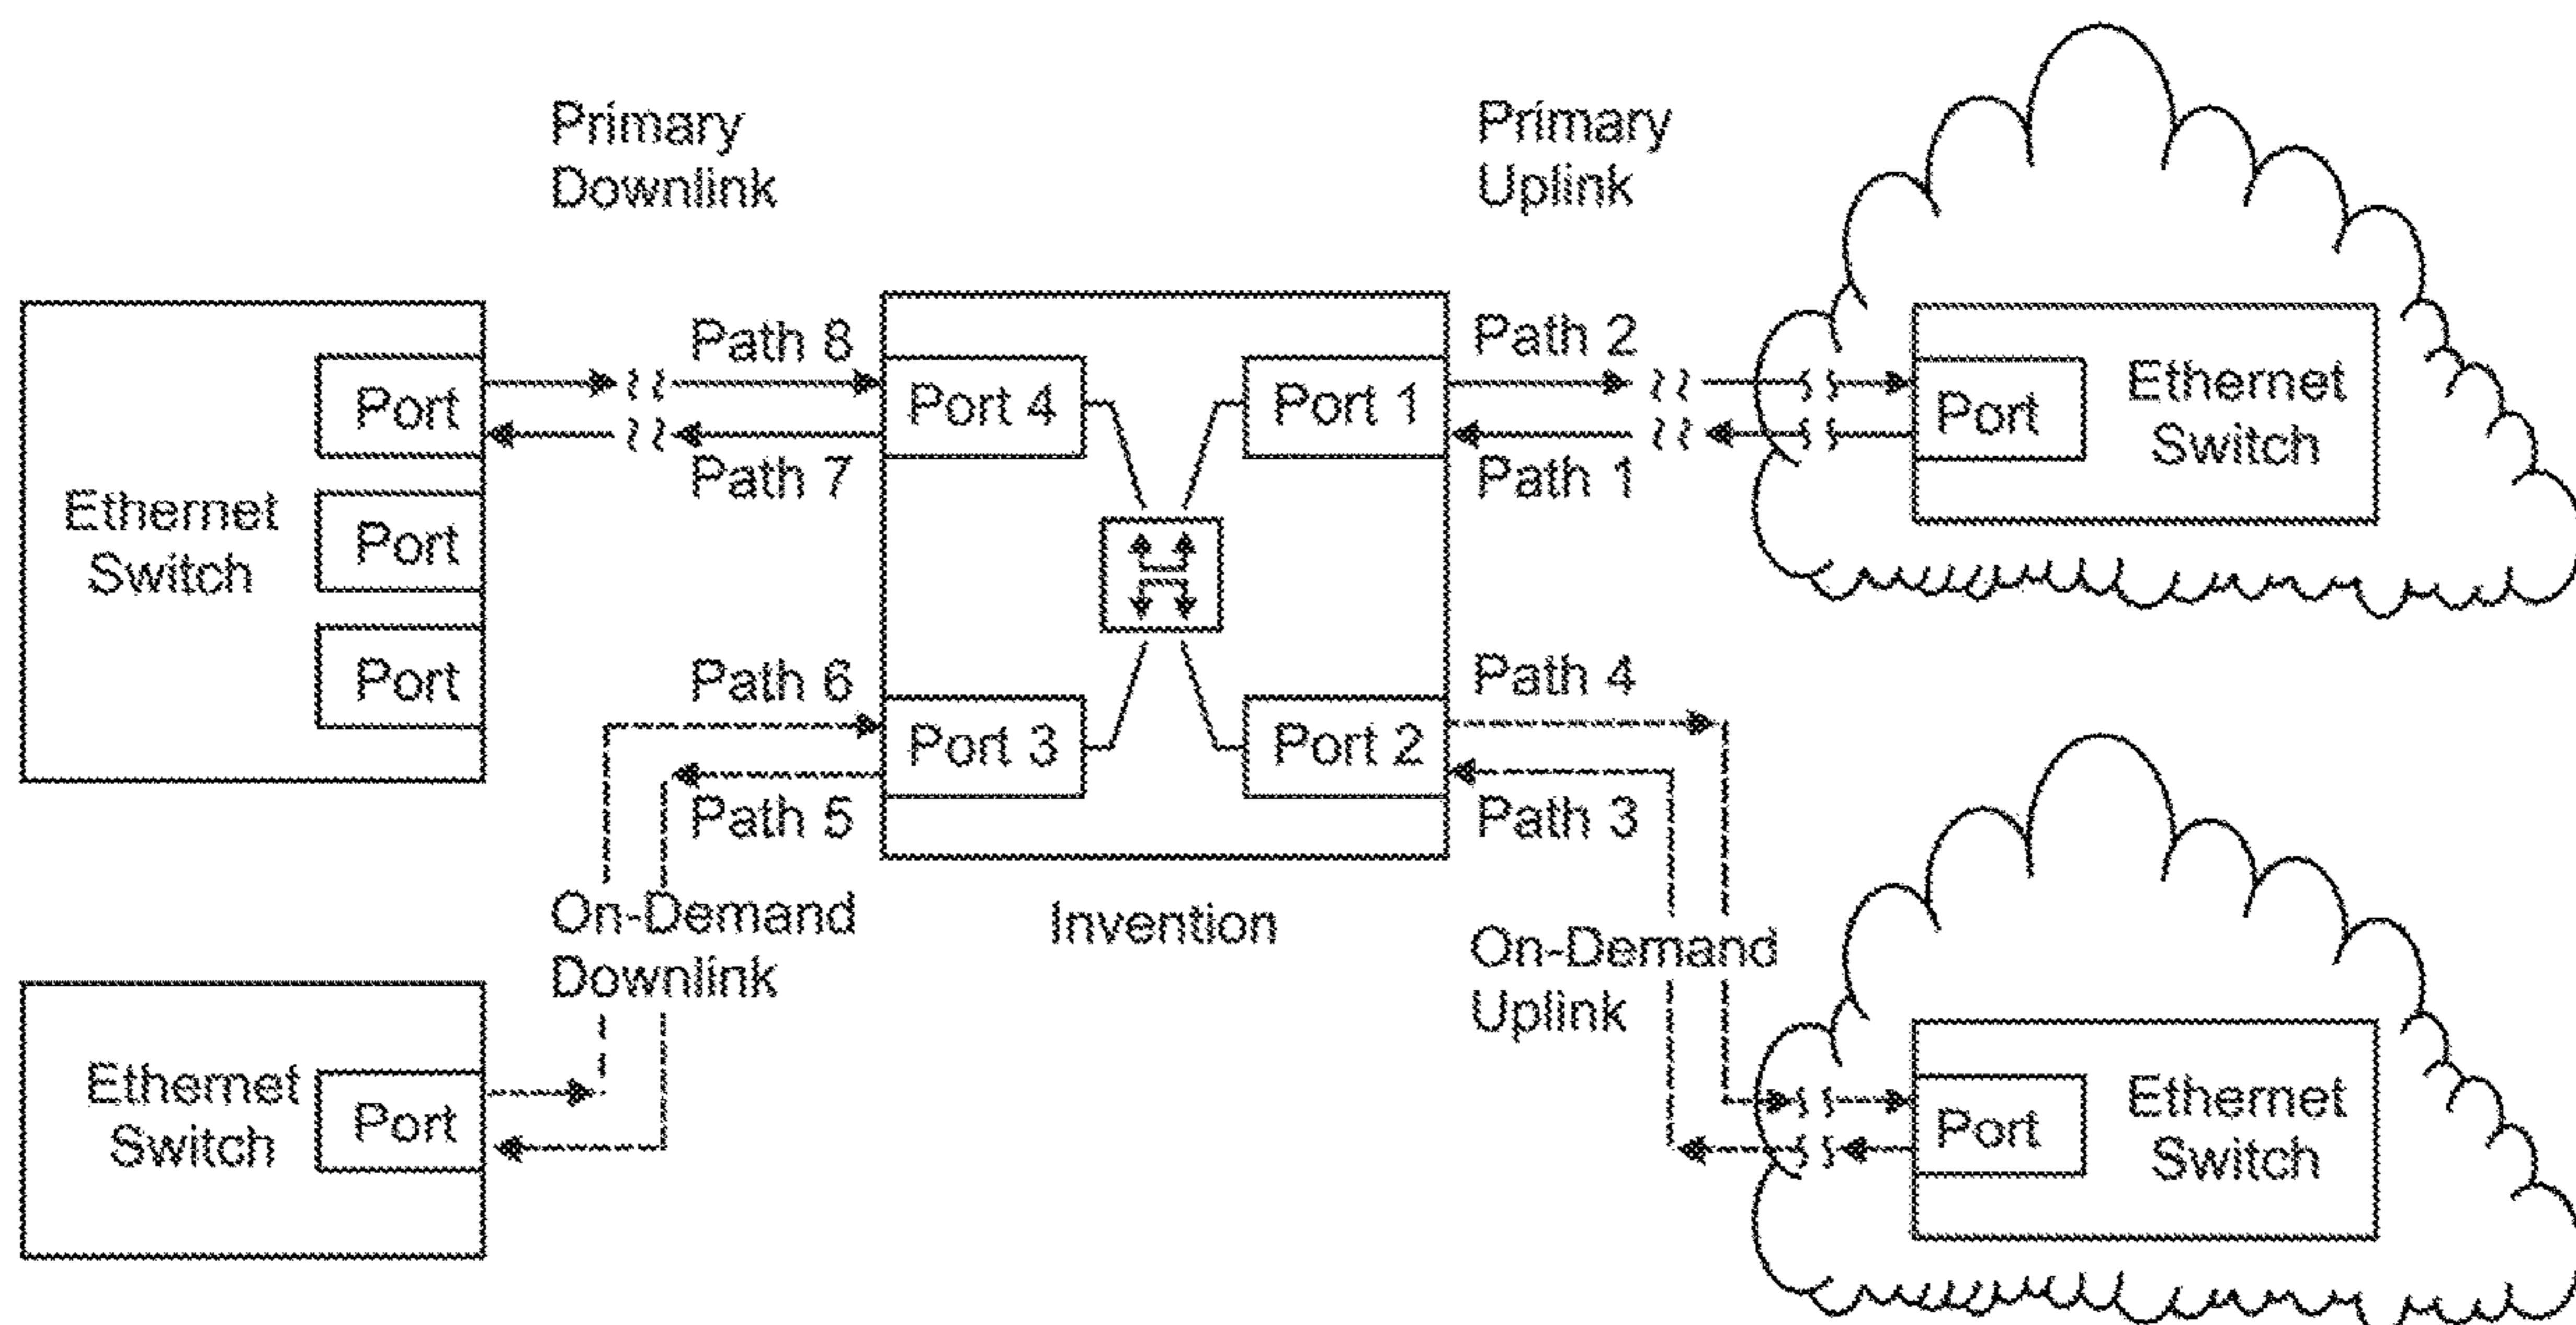 Primary
Downlink
Primary
Uplink
Path 8
Path 2
Port
Port 4
Port 1
Port
Ethernet
Switch
Path 7
Path 1
Ethernet
Switch
Port
Port
Path 6
Path 4
Port 3
Port 2
Path 5
Path 3
On-Demand
Downlink
Invention
On-Demand
Uplink
Ethernet
Switch
Port
Port
Ethernet
Switch